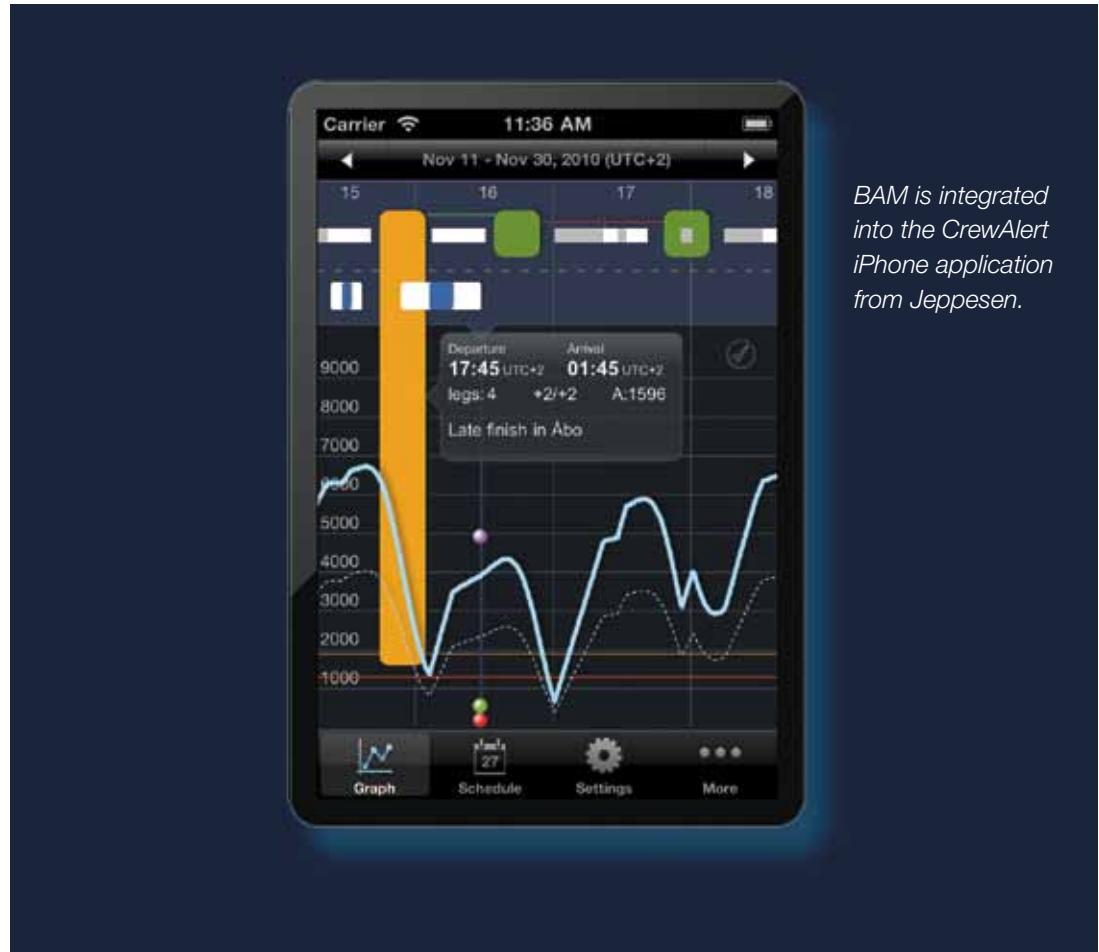 Carrier 11:36 AM
Nov 11 - Nov 30, 2010 (UTC+2)
15 16 17 18
Departure Arrival
17:45 UTC+2 01:45 UTC+2
legs: 4 +2/+2 A:1596
Late finish in Åbo
9000
8000
7000
6000
5000
4000
3000
2000
1000
27
Graph Schedule Settings More
BAM is integrated
into the CrewAlert
iPhone application
from Jeppesen.